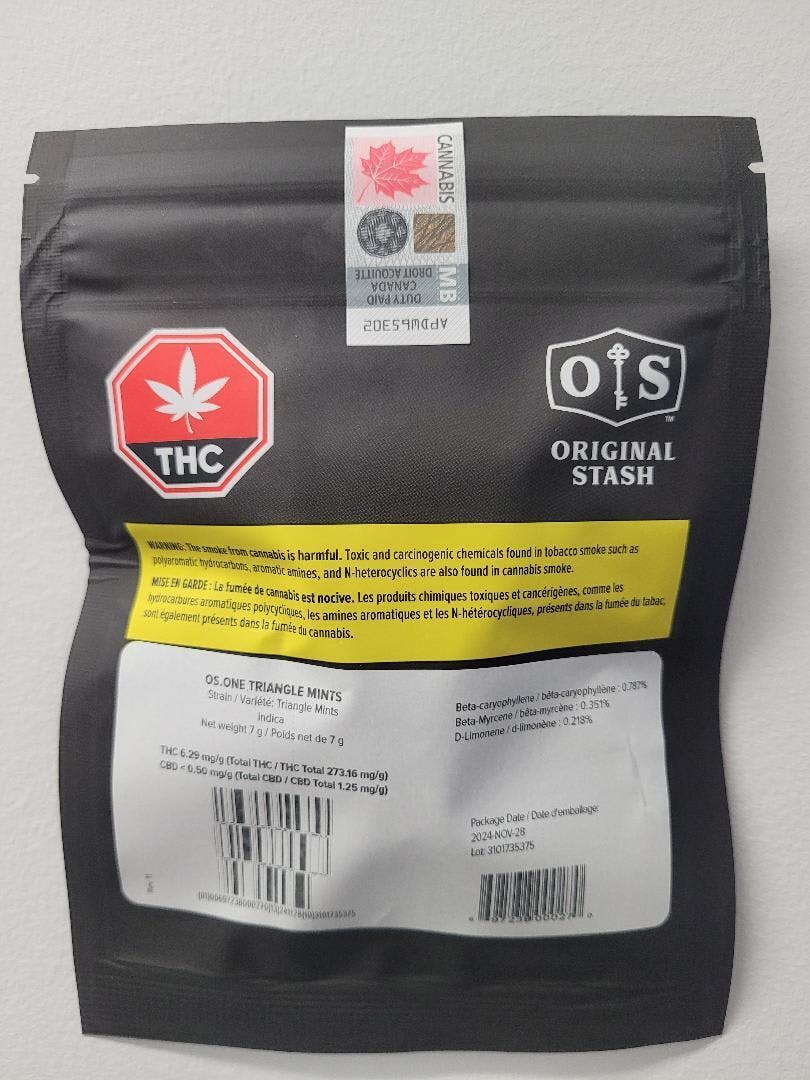 CANNABIS
MB
DUTY PAID
CANADA
DROIT ACQUITTÉ
APDW65302
THC
OS
™
ORIGINAL
STASH
WARNING: The smoke from cannabis is harmful. Toxic and carcinogenic chemicals found in tobacco smoke such as
polyaromatic hydrocarbons, aromatic amines, and N-heterocyclics are also found in cannabis smoke.
MISE EN GARDE : La fumée de cannabis est nocive. Les produits chimiques toxiques et cancérigènes, comme les
hydrocarbures aromatiques polycycliques, les amines aromatiques et les N-hétérocycliques, présents dans la fumée du tabac,
sont également présents dans la fumée du cannabis.
OS.ONE TRIANGLE MINTS
Strain / Variété: Triangle Mints
Indica
Net weight 7 g / Poids net de 7 g
THC 6.29 mg/g (Total THC / THC Total 273.16 mg/g)
CBD < 0.50 mg/g (Total CBD / CBD Total 1.25 mg/g)
Beta-caryophyllene / bêta-caryophyllène : 0.787%
Beta-Myrcene / bêta-myrcène : 0.351%
D-Limonene / d-limonène : 0.218%
Package Date / Date d'emballage:
2024-NOV-28
Lot: 3101735375